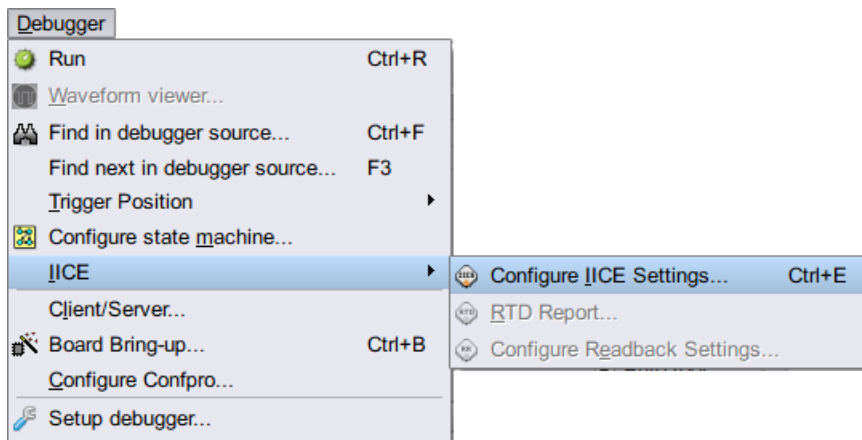 Debugger
Run Ctrl+R
Waveform viewer...
Find in debugger source... Ctrl+F
Find next in debugger source... F3
Trigger Position
Configure state machine...
IICE
Configure IICE Settings... Ctrl+E
Client/Server...
RTD Report...
Board Bring-up... Ctrl+B
Configure Readback Settings...
Configure Confpro...
Setup debugger...